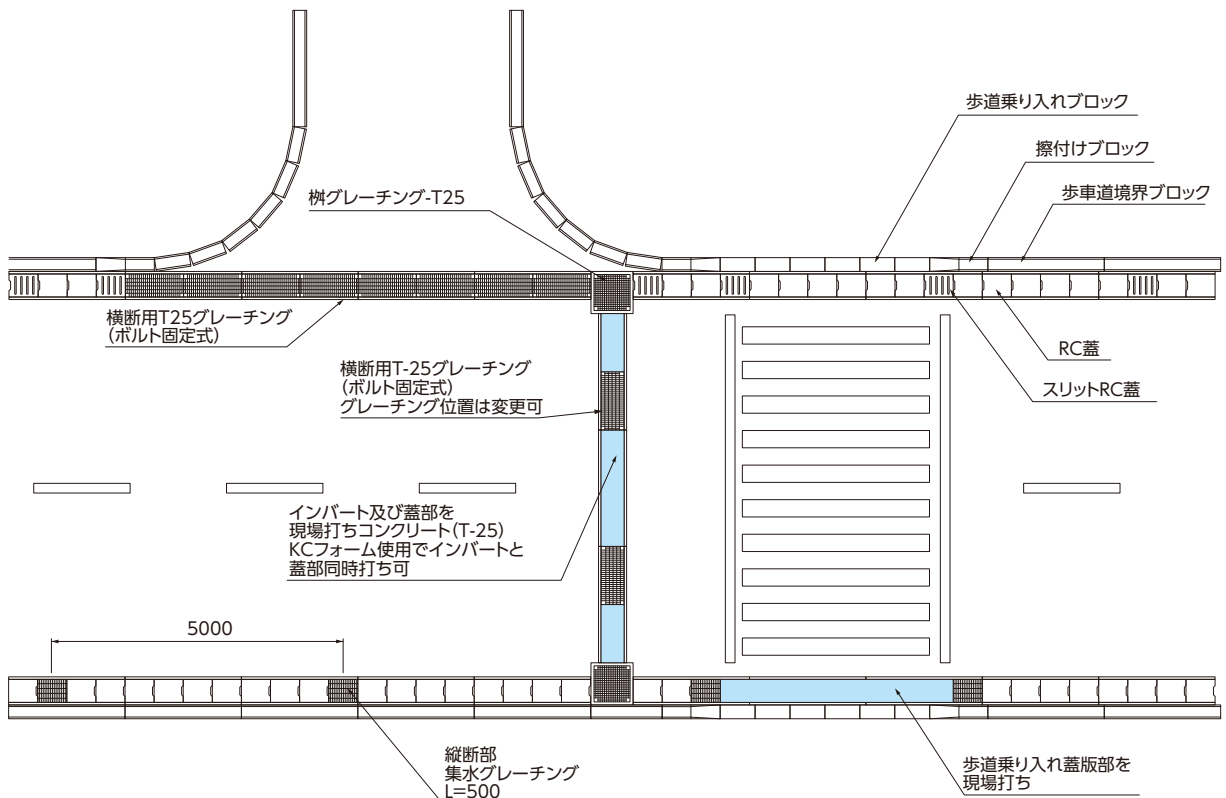 歩道乗り入れブロック
擦付けブロック
歩車道境界ブロック
桝グレーチング-T25
横断用T25グレーチング
(ボルト固定式)
RC蓋
スリットRC蓋
横断用T-25グレーチング
(ボルト固定式)
グレーチング位置は変更可
インバート及び蓋部を
現場打ちコンクリート(T-25)
KCフォーム使用でインバートと
蓋部同時打ち可
5000
縦断部
集水グレーチング
L=500
歩道乗り入れ蓋版部を
現場打ち